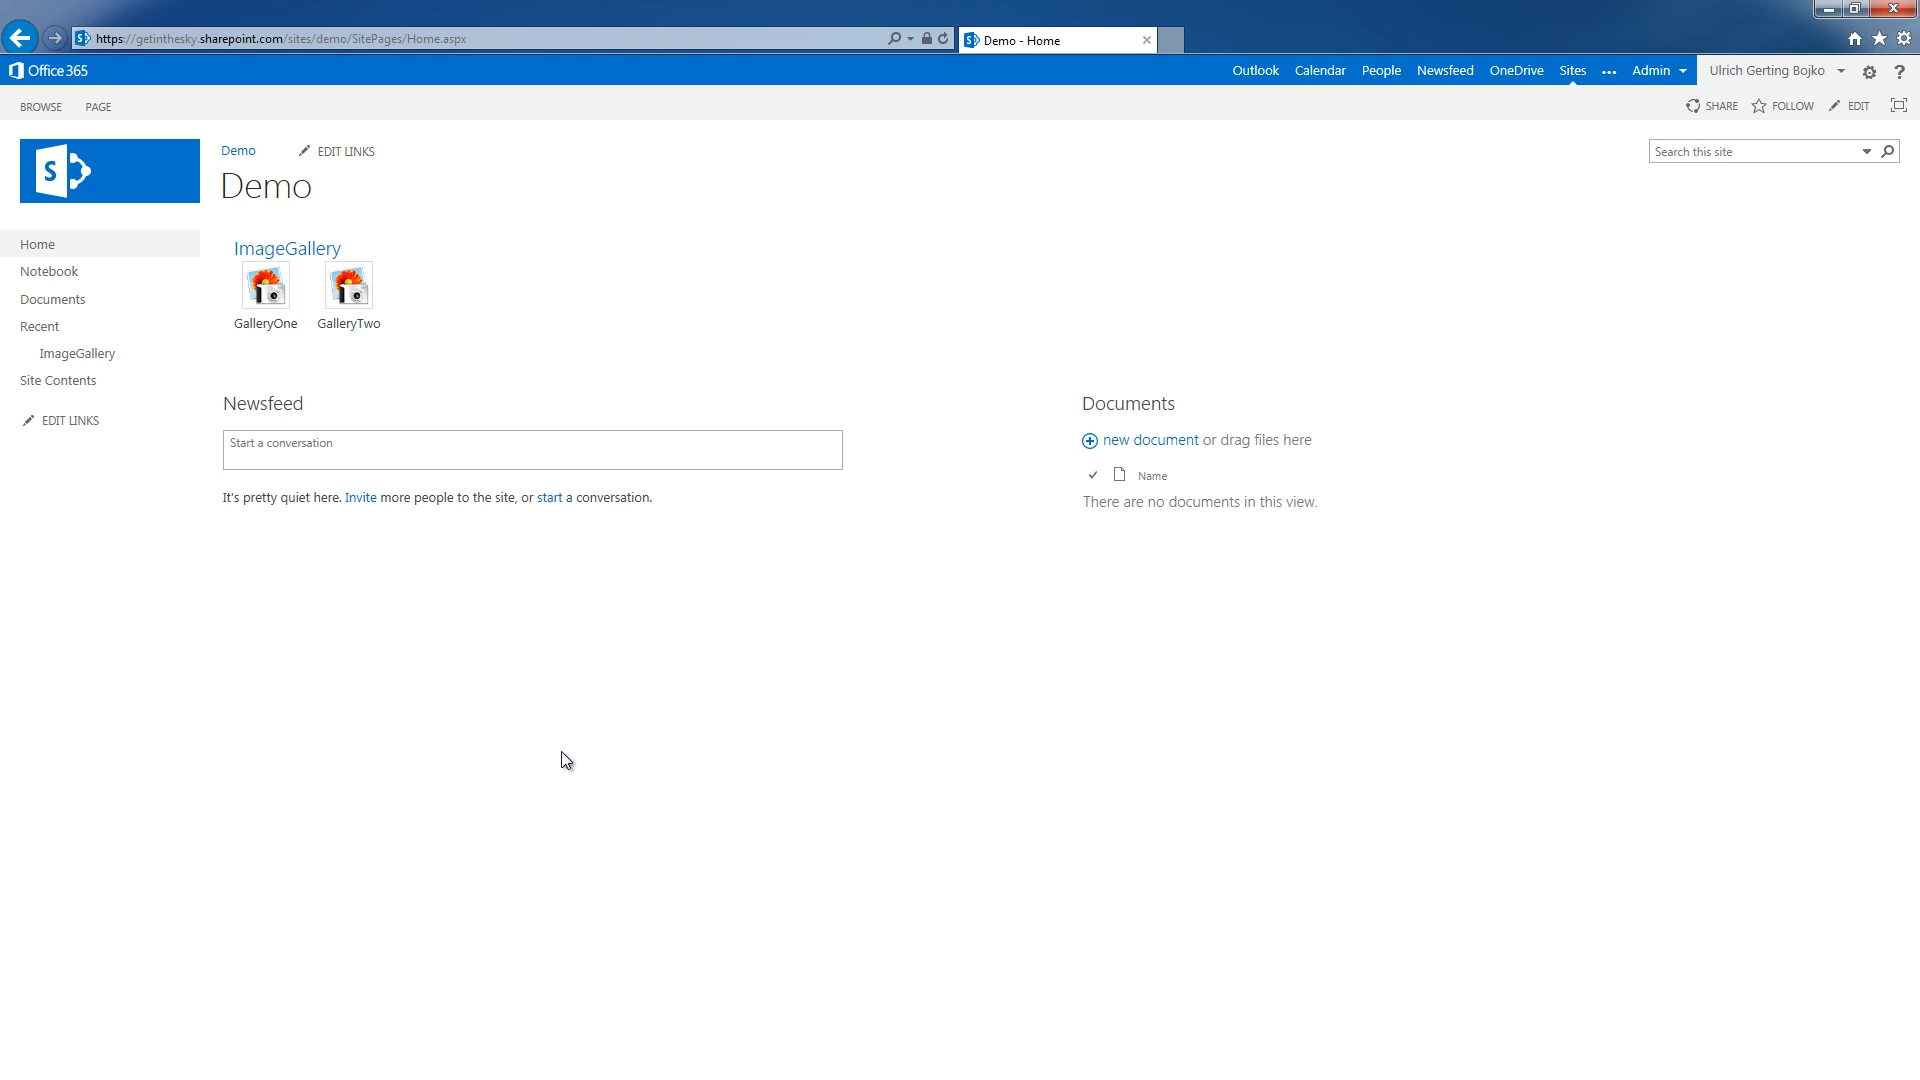 https://getinthesky.sharepoint.com/sites/demo/SitePages/Home.aspx
Demo - Home
Office 365
Outlook Calendar People Newsfeed OneDrive Sites ... Admin Ulrich Gerting Bojko ?
BROWSE PAGE
SHARE FOLLOW EDIT
S
Demo EDIT LINKS
Search this site
Demo
Home
Notebook
Documents
Recent
ImageGallery
Site Contents
EDIT LINKS
ImageGallery
GalleryOne GalleryTwo
Newsfeed
Start a conversation
It's pretty quiet here. Invite more people to the site, or start a conversation.
Documents
new document or drag files here
Name
There are no documents in this view.